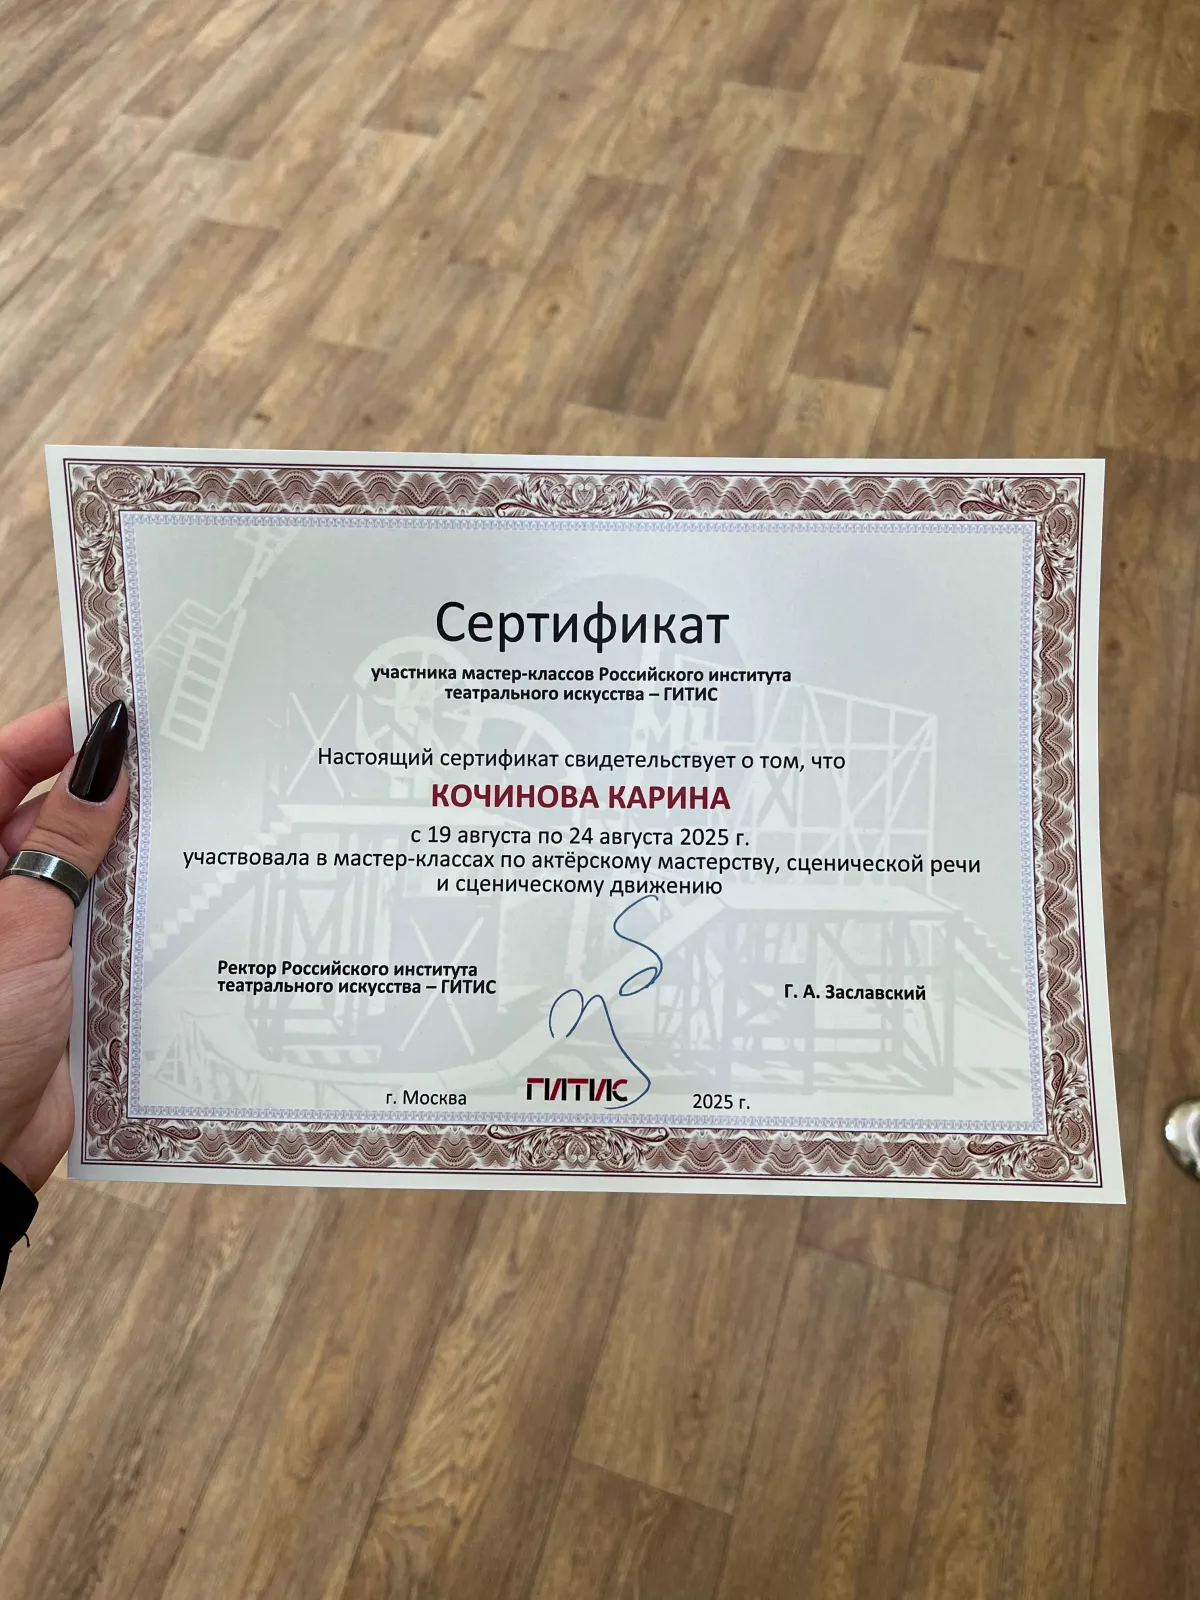 Сертификат
участника мастер-классов Российского института
театрального искусства – ГИТИС
Настоящий сертификат свидетельствует о том, что
КОЧИНОВА КАРИНА
с 19 августа по 24 августа 2025 г.
участвовала в мастер-классах по актёрскому мастерству, сценической речи
и сценическому движению
Ректор Российского института
театрального искусства – ГИТИС
Г. А. Заславский
г. Москва
ГИТИС
2025 г.